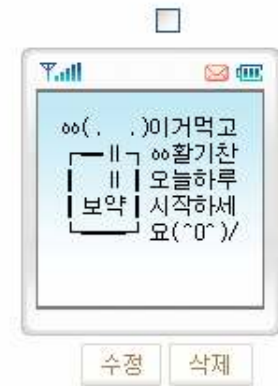 ºº(.    .)이거먹고
┏━∥┓ºº활기찬
┃  ∥┃오늘하루
┃보약┃시작하세
┗━━┛요(^0^)/
수정 삭제